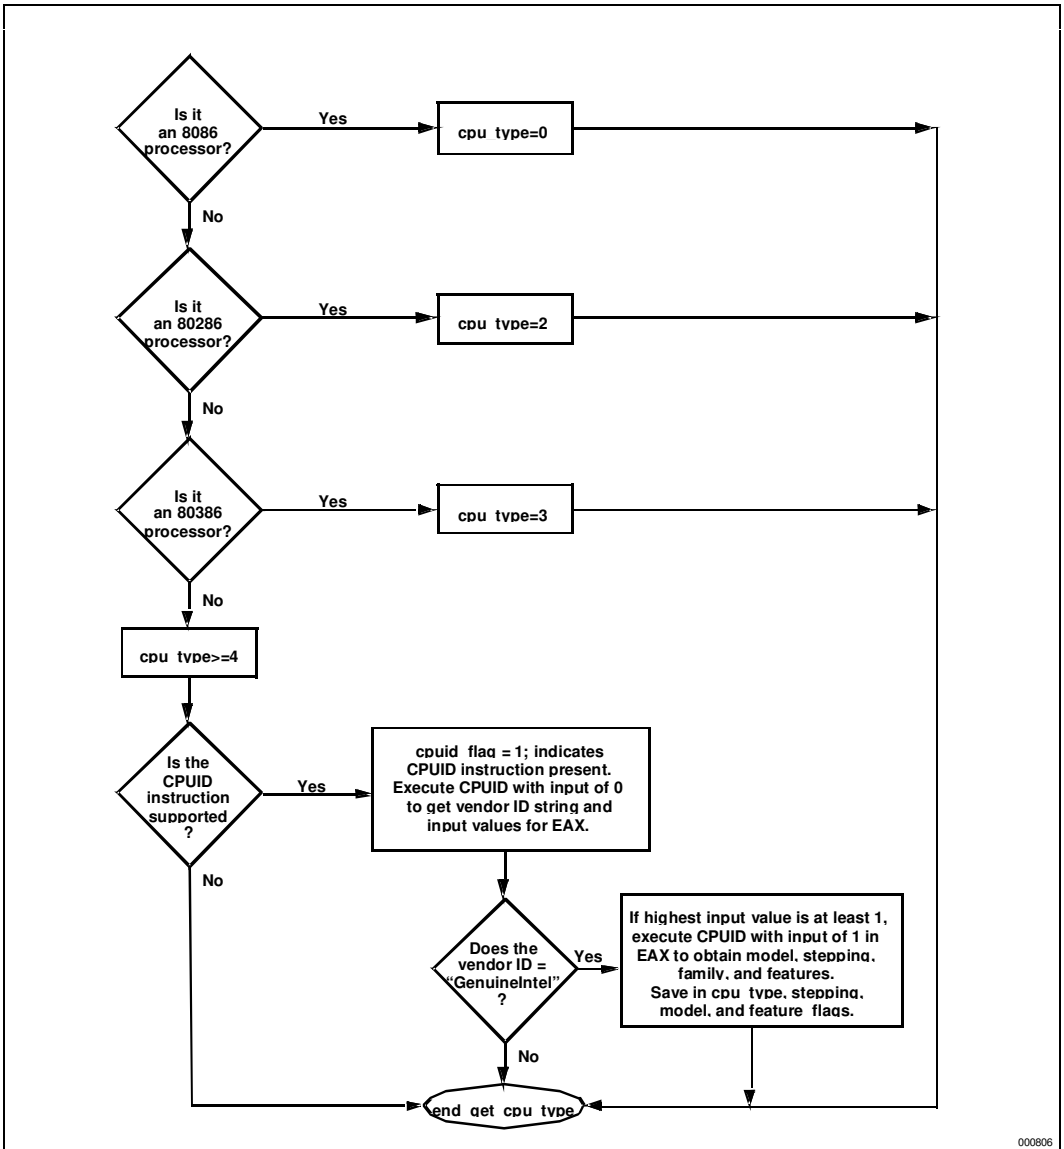 Is it
an 8086
processor?
Yes
cpu_type=0
No
Is it
an 80286
processor?
Yes
cpu_type=2
No
Is it
an 80386
processor?
Yes
cpu_type=3
No
cpu_type>=4
Is the
CPUID
instruction
supported
?
Yes
cpuid_flag = 1; indicates
CPUID instruction present.
Execute CPUID with input of 0
to get vendor ID string and
input values for EAX.
No
Does the
vendor ID =
“GenuineIntel”
?
Yes
If highest input value is at least 1,
execute CPUID with input of 1 in
EAX to obtain model, stepping,
family, and features.
Save in cpu_type, stepping,
model, and feature_flags.
No
end_get_cpu_type
000806